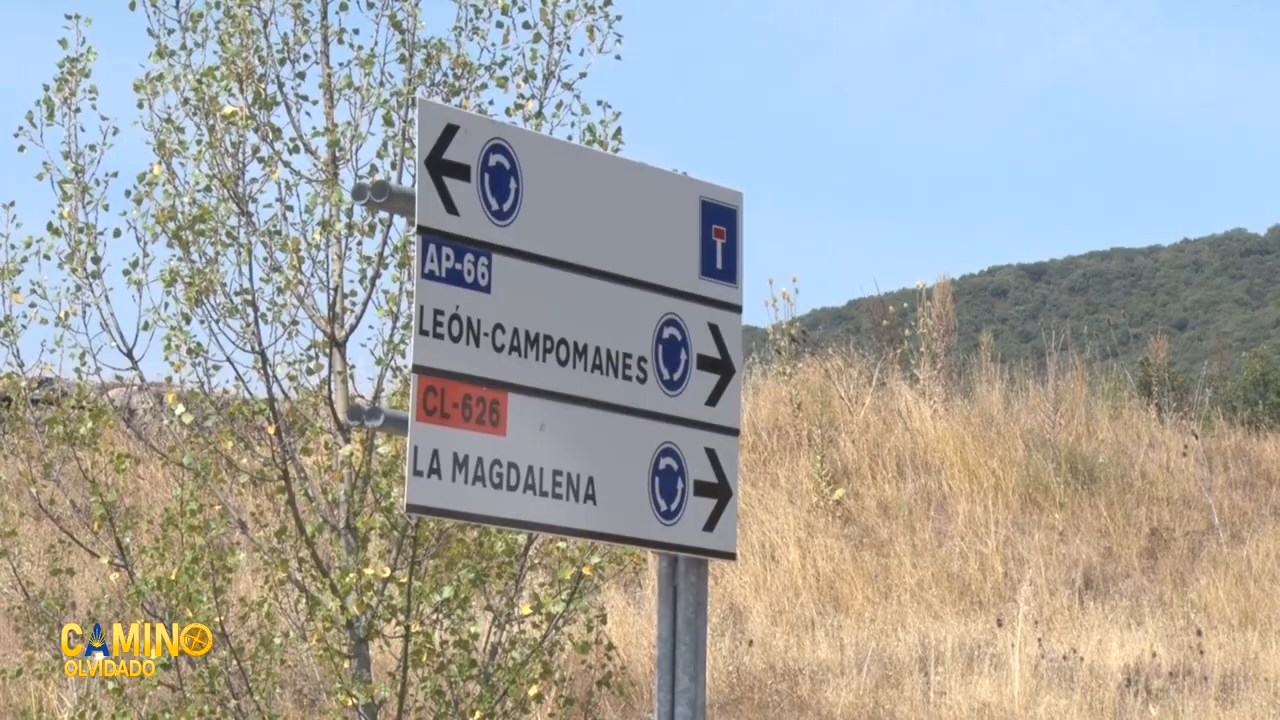 AP-66
LEÓN-CAMPOMANES
CL-626
LA MAGDALENA
CAMINO
OLVIDADO